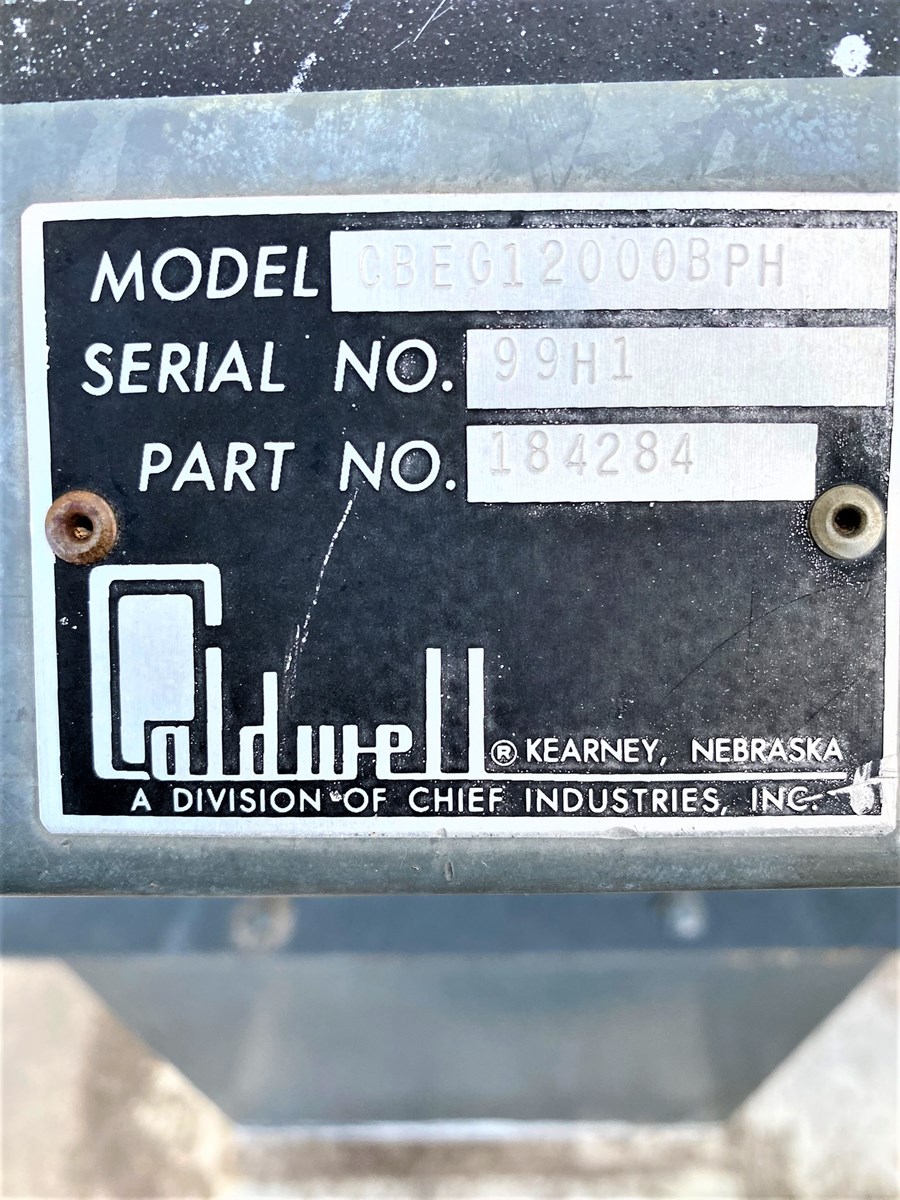 MODEL CBEG12000BPH
SERIAL NO. 99H1
PART NO. 184284
Caldwell ® KEARNEY, NEBRASKA
A DIVISION OF CHIEF INDUSTRIES, INC.